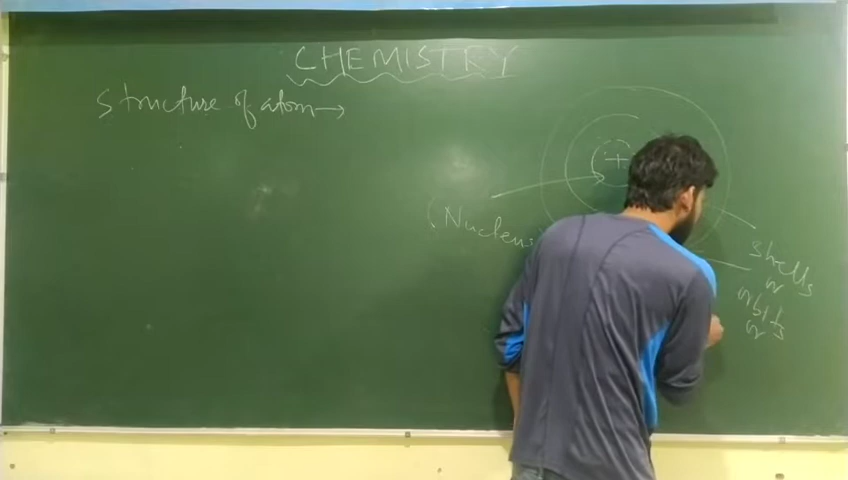 CHEMISTRY
Structure of atom →
+
(Nucleus
Shells
or
orbits
or